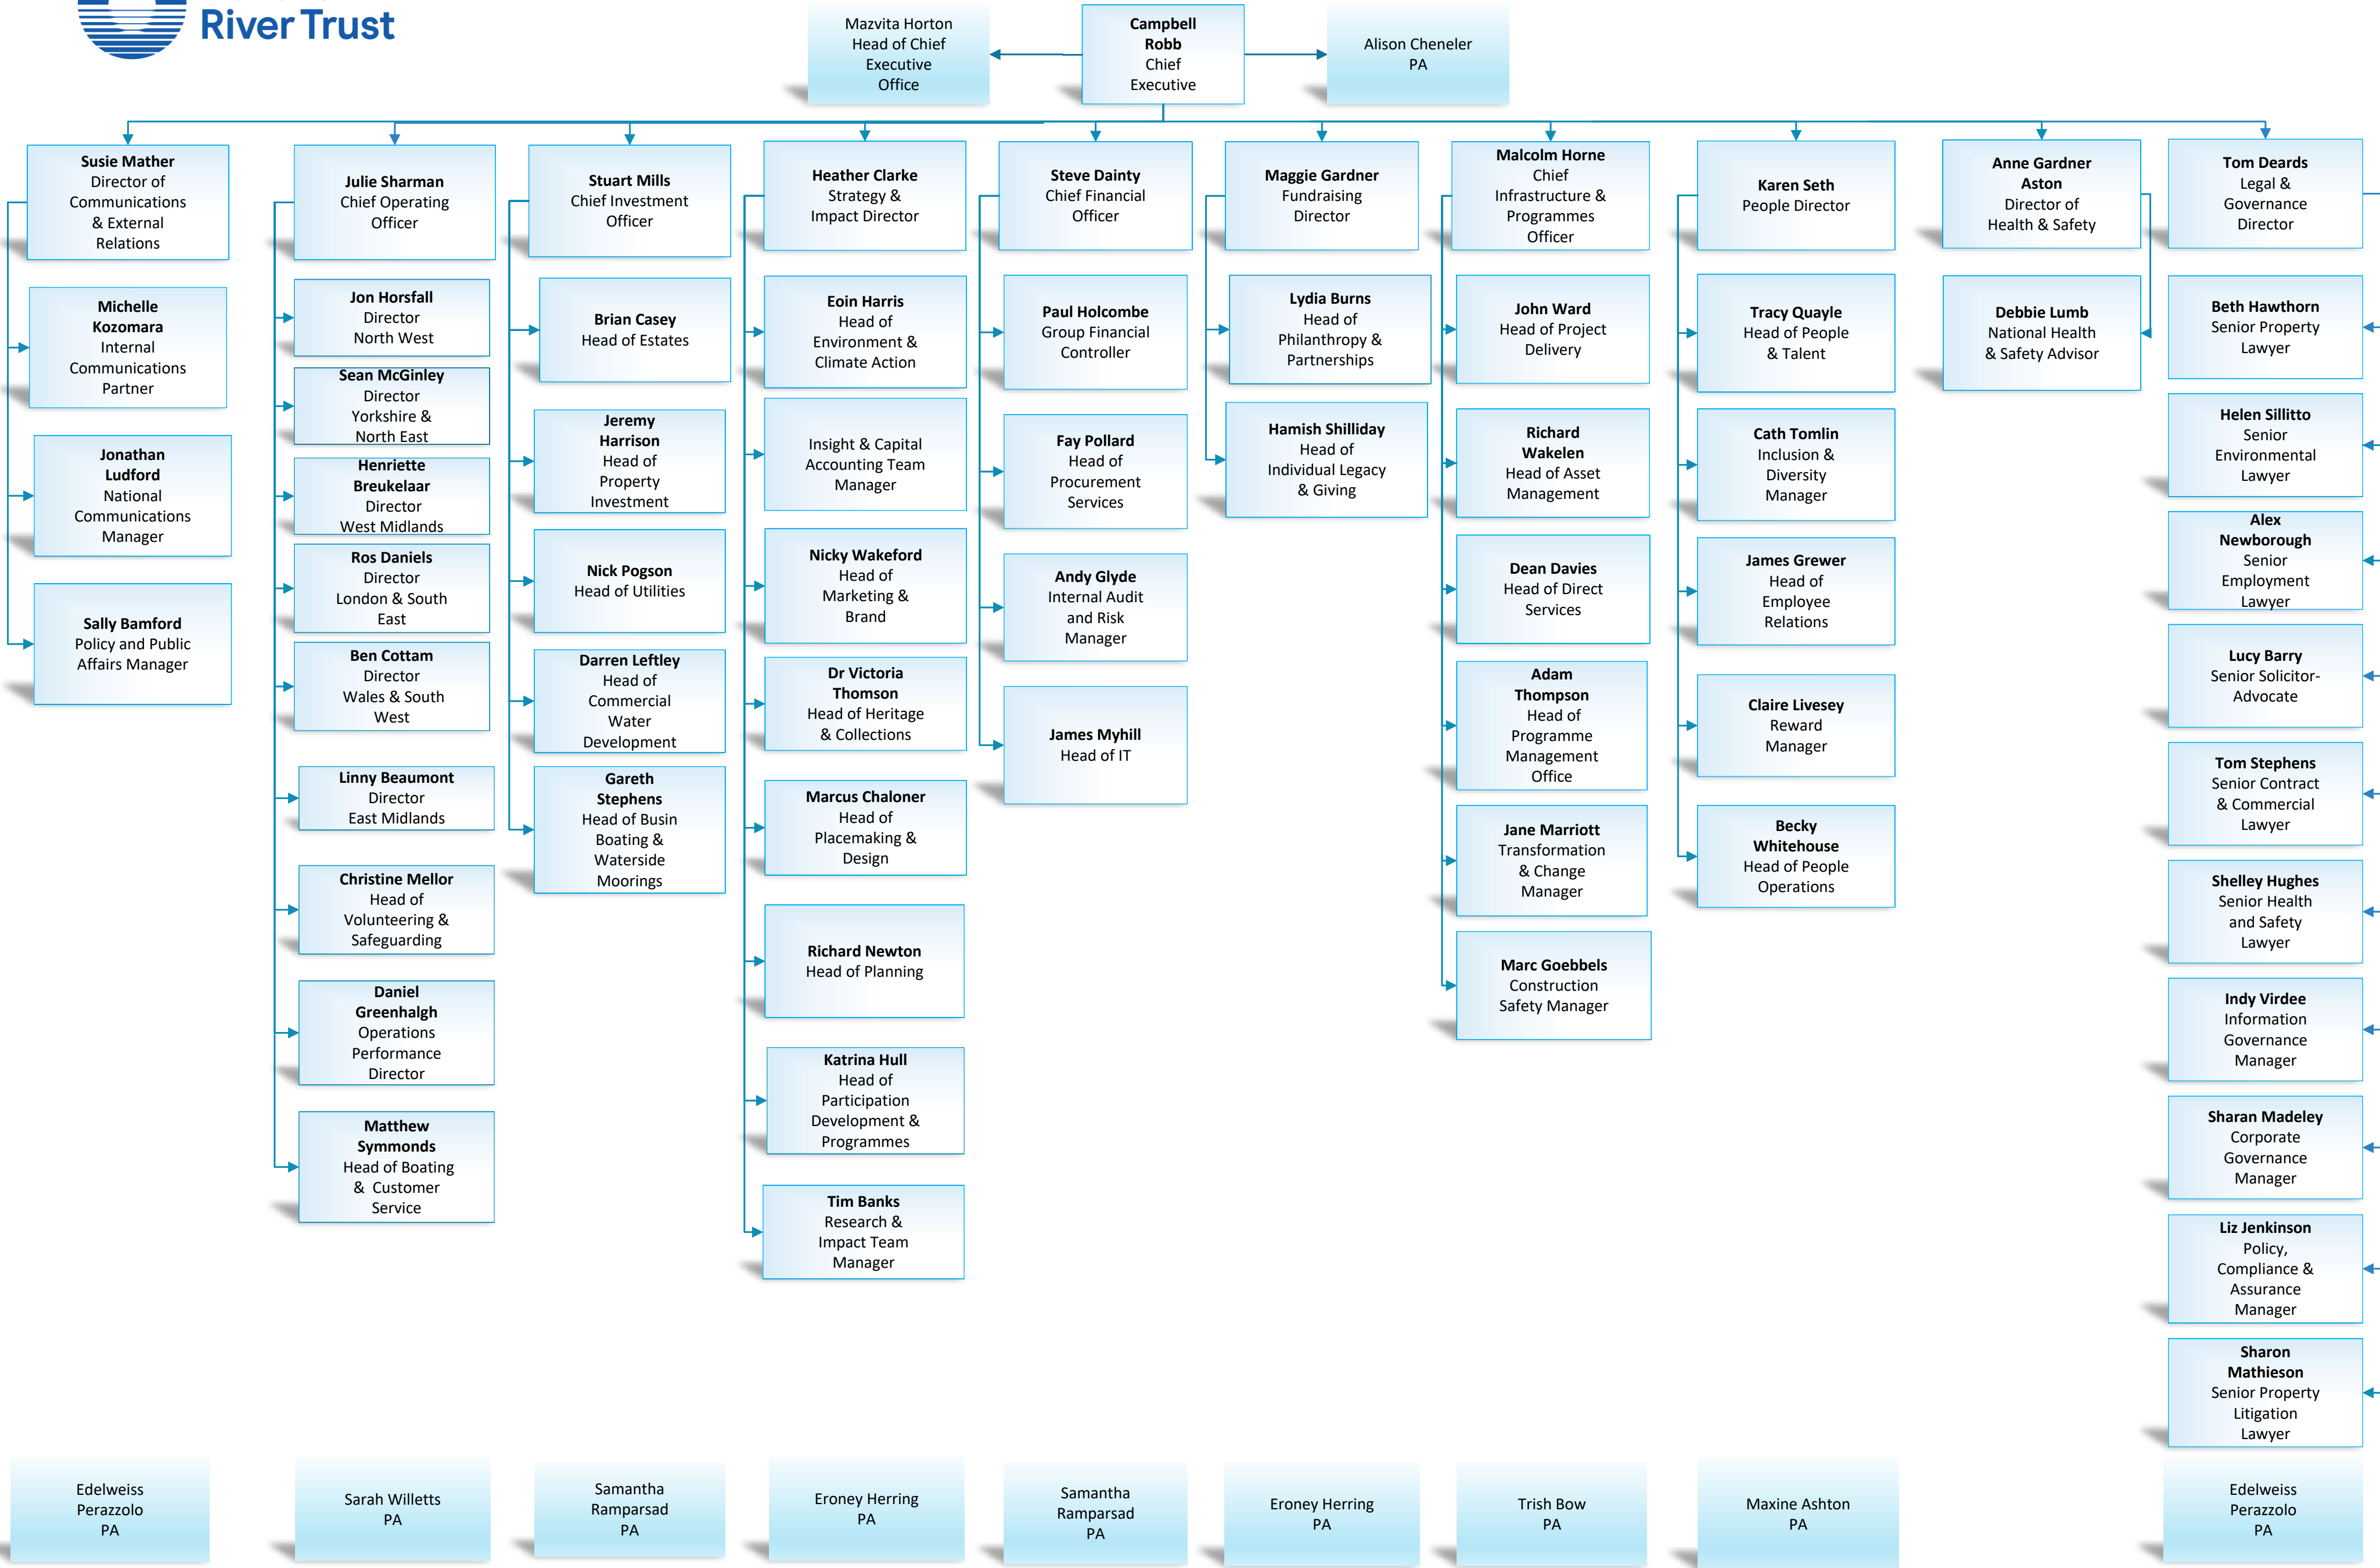 River Trust
Mazvita Horton
Head of Chief
Executive
Office
Campbell
Robb
Chief
Executive
Alison Cheneler
PA
Susie Mather
Director of
Communications
& External
Relations
Michelle
Kozomara
Internal
Communications
Partner
Jonathan
Ludford
National
Communications
Manager
Sally Bamford
Policy and Public
Affairs Manager
Edelweiss
Perazzolo
PA
Julie Sharman
Chief Operating
Officer
Jon Horsfall
Director
North West
Sean McGinley
Director
Yorkshire &
North East
Henriette
Breukelaar
Director
West Midlands
Ros Daniels
Director
London & South
East
Ben Cottam
Director
Wales & South
West
Linny Beaumont
Director
East Midlands
Christine Mellor
Head of
Volunteering &
Safeguarding
Daniel
Greenhalgh
Operations
Performance
Director
Matthew
Symmonds
Head of Boating
& Customer
Service
Sarah Willetts
PA
Stuart Mills
Chief Investment
Officer
Brian Casey
Head of Estates
Jeremy
Harrison
Head of
Property
Investment
Nick Pogson
Head of Utilities
Darren Leftley
Head of
Commercial
Water
Development
Gareth
Stephens
Head of Busin
Boating &
Waterside
Moorings
Samantha
Ramparsad
PA
Heather Clarke
Strategy &
Impact Director
Eoin Harris
Head of
Environment &
Climate Action
Insight & Capital
Accounting Team
Manager
Nicky Wakeford
Head of
Marketing &
Brand
Dr Victoria
Thomson
Head of Heritage
& Collections
Marcus Chaloner
Head of
Placemaking &
Design
Richard Newton
Head of Planning
Katrina Hull
Head of
Participation
Development &
Programmes
Tim Banks
Research &
Impact Team
Manager
Eroney Herring
PA
Steve Dainty
Chief Financial
Officer
Paul Holcombe
Group Financial
Controller
Fay Pollard
Head of
Procurement
Services
Andy Glyde
Internal Audit
and Risk
Manager
James Myhill
Head of IT
Samantha
Ramparsad
PA
Maggie Gardner
Fundraising
Director
Lydia Burns
Head of
Philanthropy &
Partnerships
Hamish Shilliday
Head of
Individual Legacy
& Giving
Eroney Herring
PA
Malcolm Horne
Chief
Infrastructure &
Programmes
Officer
John Ward
Head of Project
Delivery
Richard
Wakelen
Head of Asset
Management
Dean Davies
Head of Direct
Services
Adam
Thompson
Head of
Programme
Management
Office
Jane Marriott
Transformation
& Change
Manager
Marc Goebbels
Construction
Safety Manager
Trish Bow
PA
Karen Seth
People Director
Tracy Quayle
Head of People
& Talent
Cath Tomlin
Inclusion &
Diversity
Manager
James Grewer
Head of
Employee
Relations
Claire Livesey
Reward
Manager
Becky
Whitehouse
Head of People
Operations
Maxine Ashton
PA
Anne Gardner
Aston
Director of
Health & Safety
Debbie Lumb
National Health
& Safety Advisor
Tom Deards
Legal &
Governance
Director
Beth Hawthorn
Senior Property
Lawyer
Helen Sillitto
Senior
Environmental
Lawyer
Alex
Newborough
Senior
Employment
Lawyer
Lucy Barry
Senior Solicitor-
Advocate
Tom Stephens
Senior Contract
& Commercial
Lawyer
Shelley Hughes
Senior Health
and Safety
Lawyer
Indy Virdee
Information
Governance
Manager
Sharan Madeley
Corporate
Governance
Manager
Liz Jenkinson
Policy,
Compliance &
Assurance
Manager
Sharon
Mathieson
Senior Property
Litigation
Lawyer
Edelweiss
Perazzolo
PA